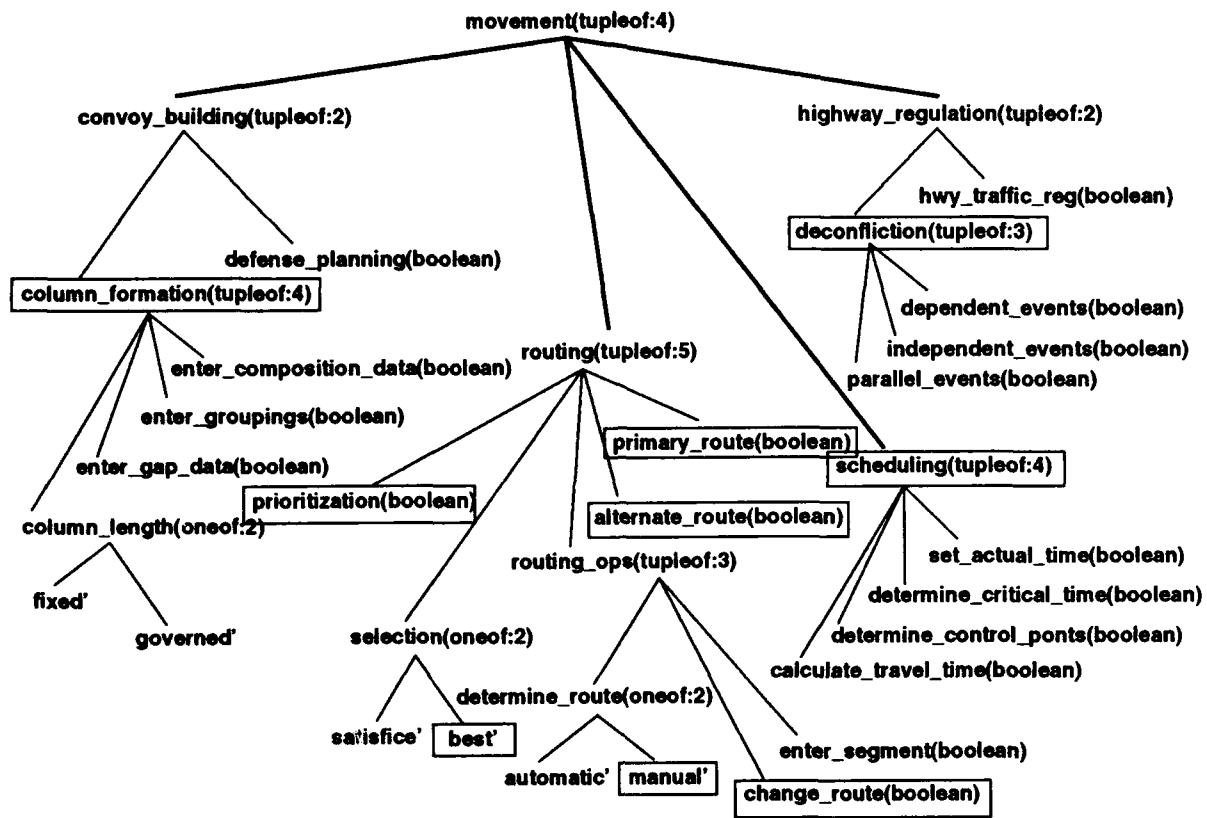 movement(tupleof:4)
convoy_building(tupleof:2)
highway_regulation(tupleof:2)
hwy_traffic_reg(boolean)
deconfliction(tupleof:3)
defense_planning(boolean)
column_formation(tupleof:4)
dependent_events(boolean)
independent_events(boolean)
parallel_events(boolean)
routing(tupleof:5)
enter_composition_data(boolean)
enter_groupings(boolean)
primary_route(boolean)
enter_gap_data(boolean)
scheduling(tupleof:4)
prioritization(boolean)
alternate_route(boolean)
column_length(oneof:2)
routing_ops(tupleof:3)
set_actual_time(boolean)
determine_critical_time(boolean)
fixed'
governed'
selection(oneof:2)
determine_control_ponts(boolean)
calculate_travel_time(boolean)
determine_route(oneof:2)
satisfice'
best'
enter_segment(boolean)
automatic'
manual'
change_route(boolean)